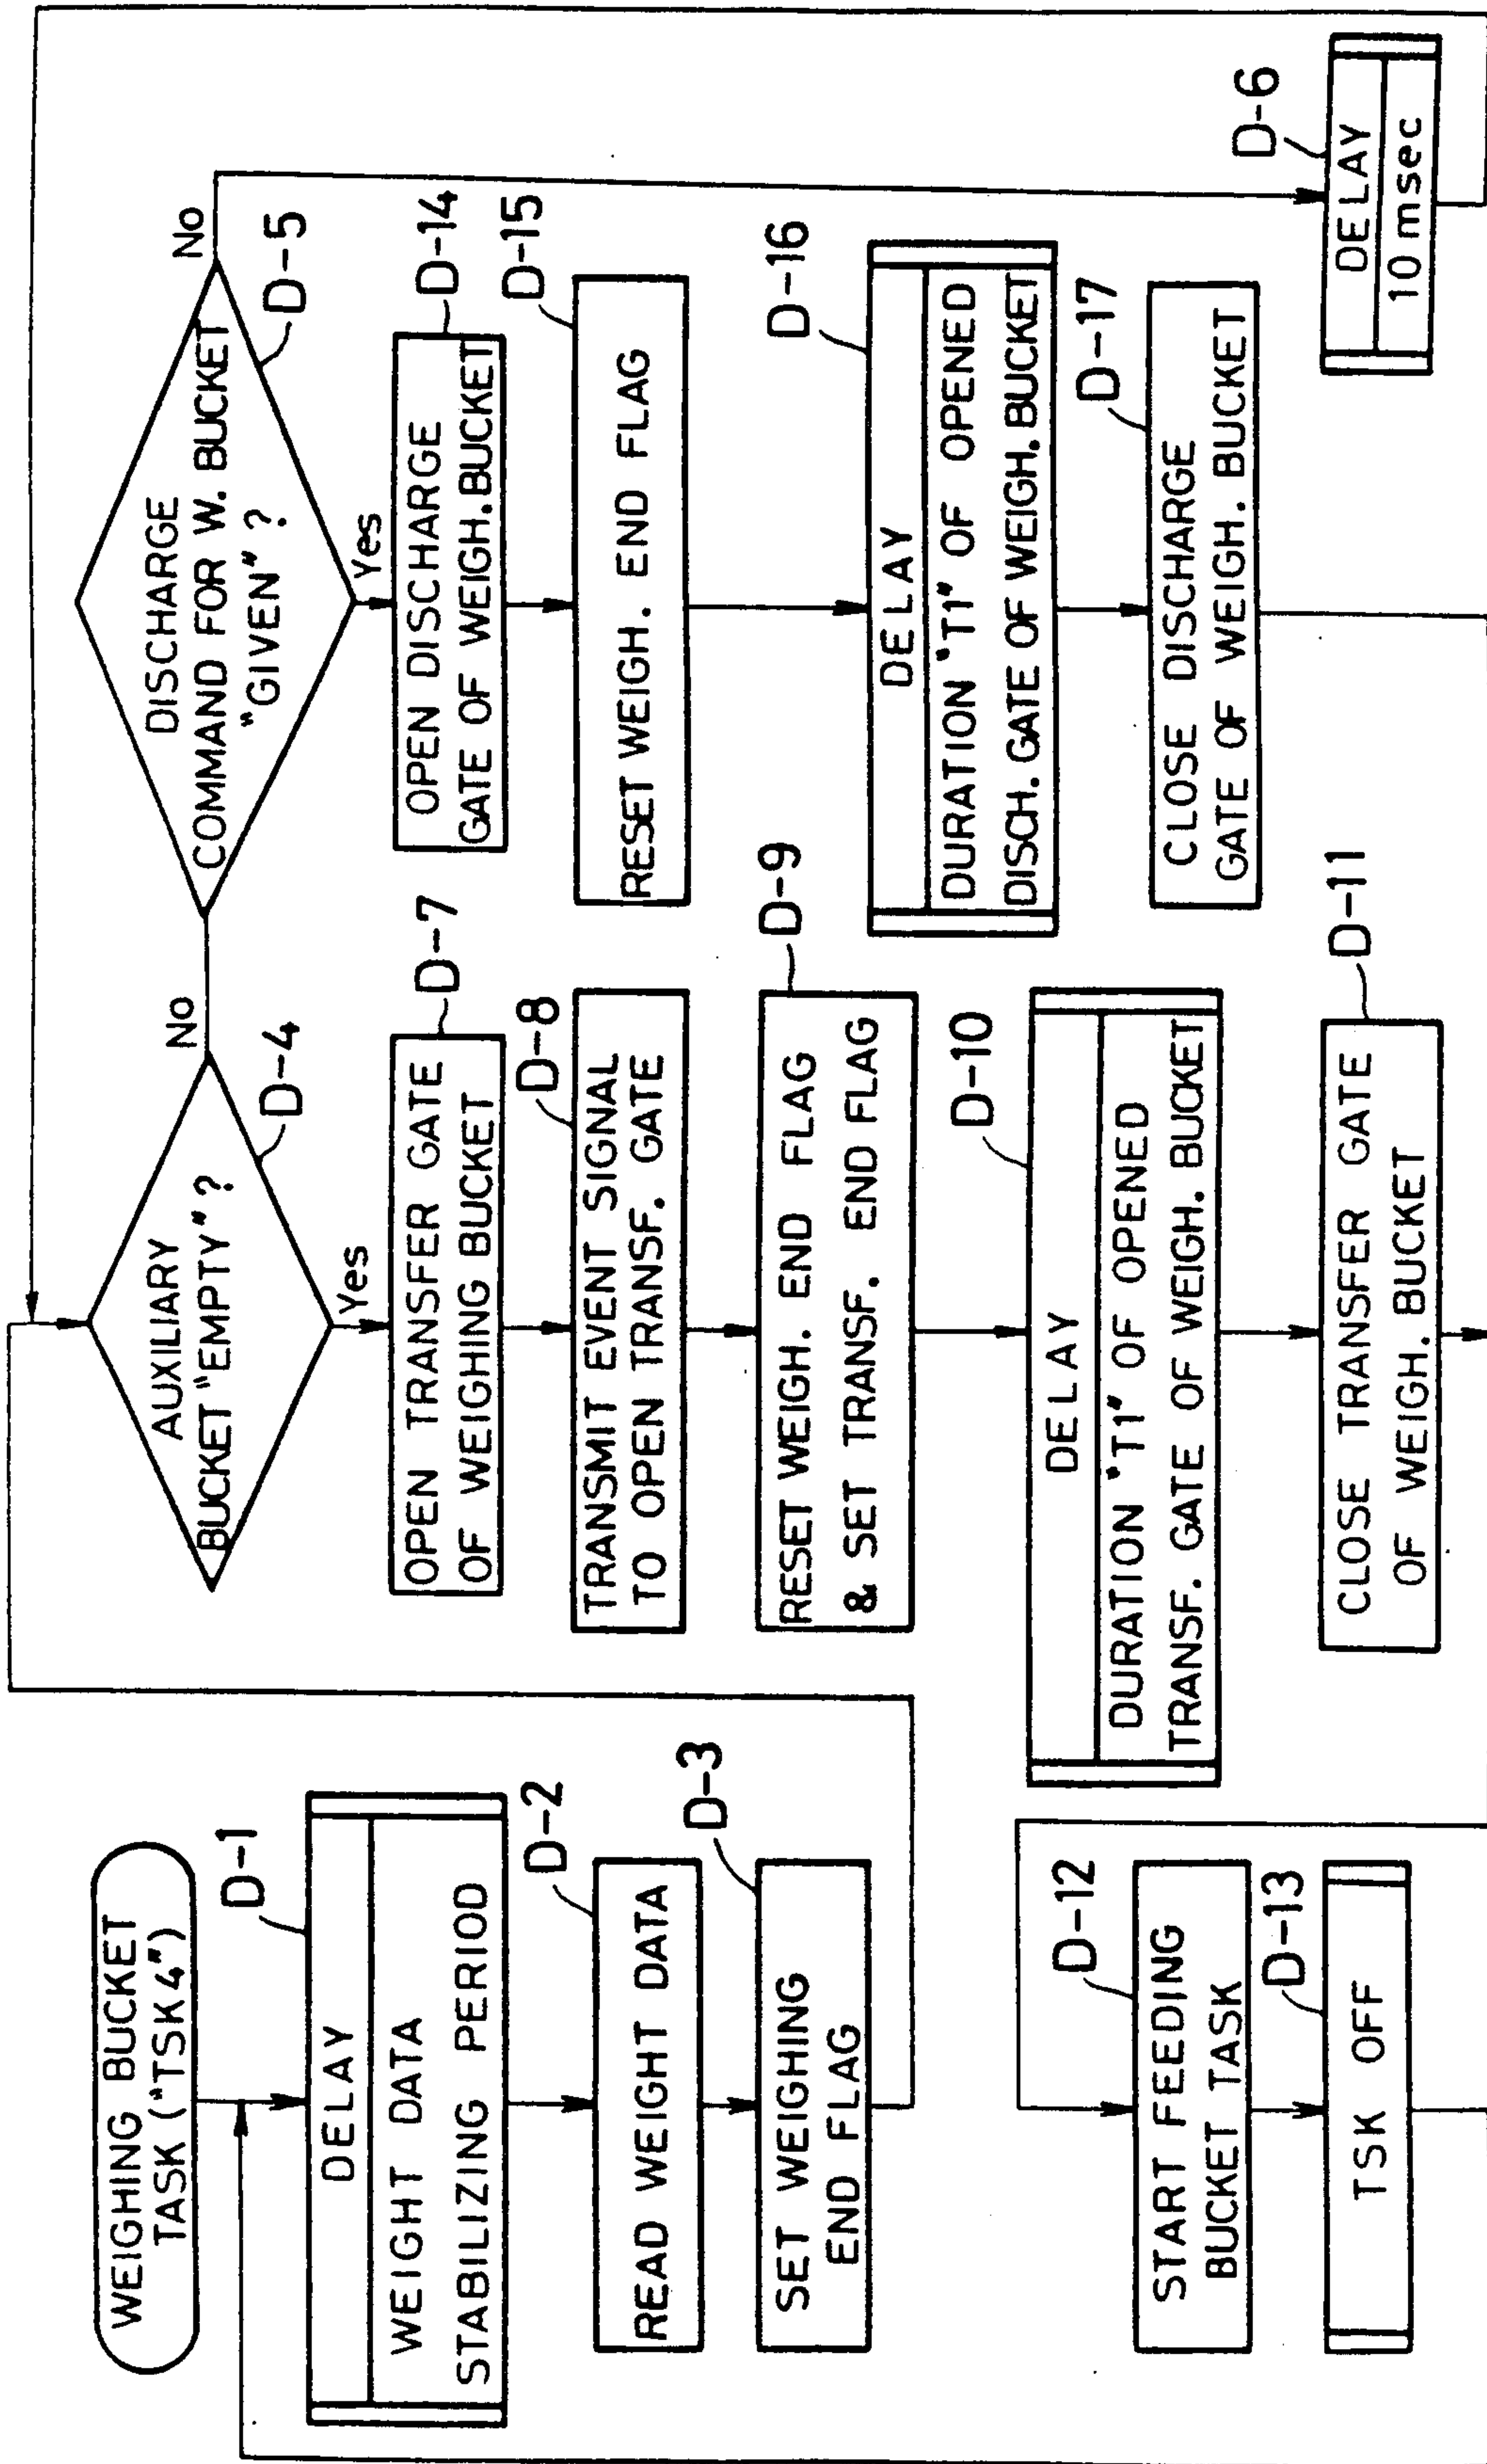 WEIGHING BUCKET
TASK ("TSK4")
D-1
DELAY
WEIGHT DATA
STABILIZING PERIOD
D-2
READ WEIGHT DATA
D-3
SET WEIGHING
END FLAG
D-12
START FEEDING
BUCKET TASK
D-13
TSK OFF
AUXILIARY
BUCKET "EMPTY"?
D-4
No
Yes
D-7
OPEN TRANSFER GATE
OF WEIGHING BUCKET
D-8
TRANSMIT EVENT SIGNAL
TO OPEN TRANSF. GATE
D-9
RESET WEIGH. END FLAG
& SET TRANSF. END FLAG
D-10
DELAY
DURATION "T1" OF OPENED
TRANSF. GATE OF WEIGH. BUCKET
D-11
CLOSE TRANSFER GATE
OF WEIGH. BUCKET
DISCHARGE
COMMAND FOR W. BUCKET
"GIVEN"?
D-5
No
Yes
D-14
OPEN DISCHARGE
GATE OF WEIGH. BUCKET
D-15
RESET WEIGH. END FLAG
D-16
DELAY
DURATION "T1" OF OPENED
DISCH. GATE OF WEIGH. BUCKET
D-17
CLOSE DISCHARGE
GATE OF WEIGH. BUCKET
D-6
DELAY
10 msec